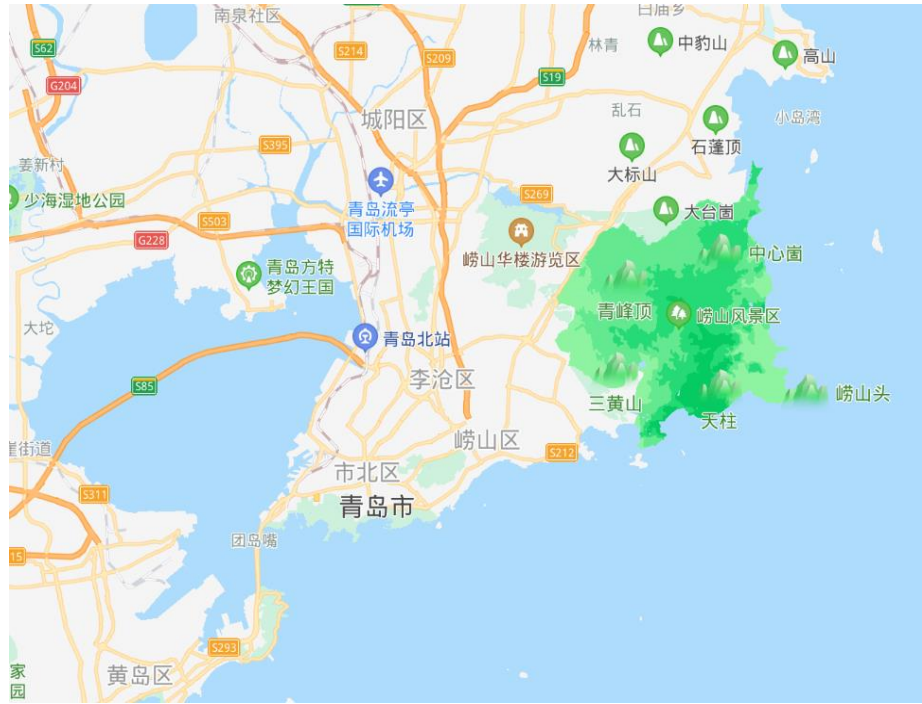 南泉社区
白庙乡
S62
S214
S209
林青
中豹山
高山
G204
S19
城阳区
乱石
小岛湾
石蓬顶
S395
姜新村
大标山
少海湿地公园
青岛流亭
国际机场
S269
大台崮
S503
G228
崂山华楼游览区
中心崮
青岛方特
梦幻王国
青峰顶
崂山风景区
大坨
青岛北站
李沧区
S85
三黄山
崂山头
天柱
崂山区
崖街道
S212
市北区
S311
青岛市
团岛嘴
15
S293
黄岛区
家
园